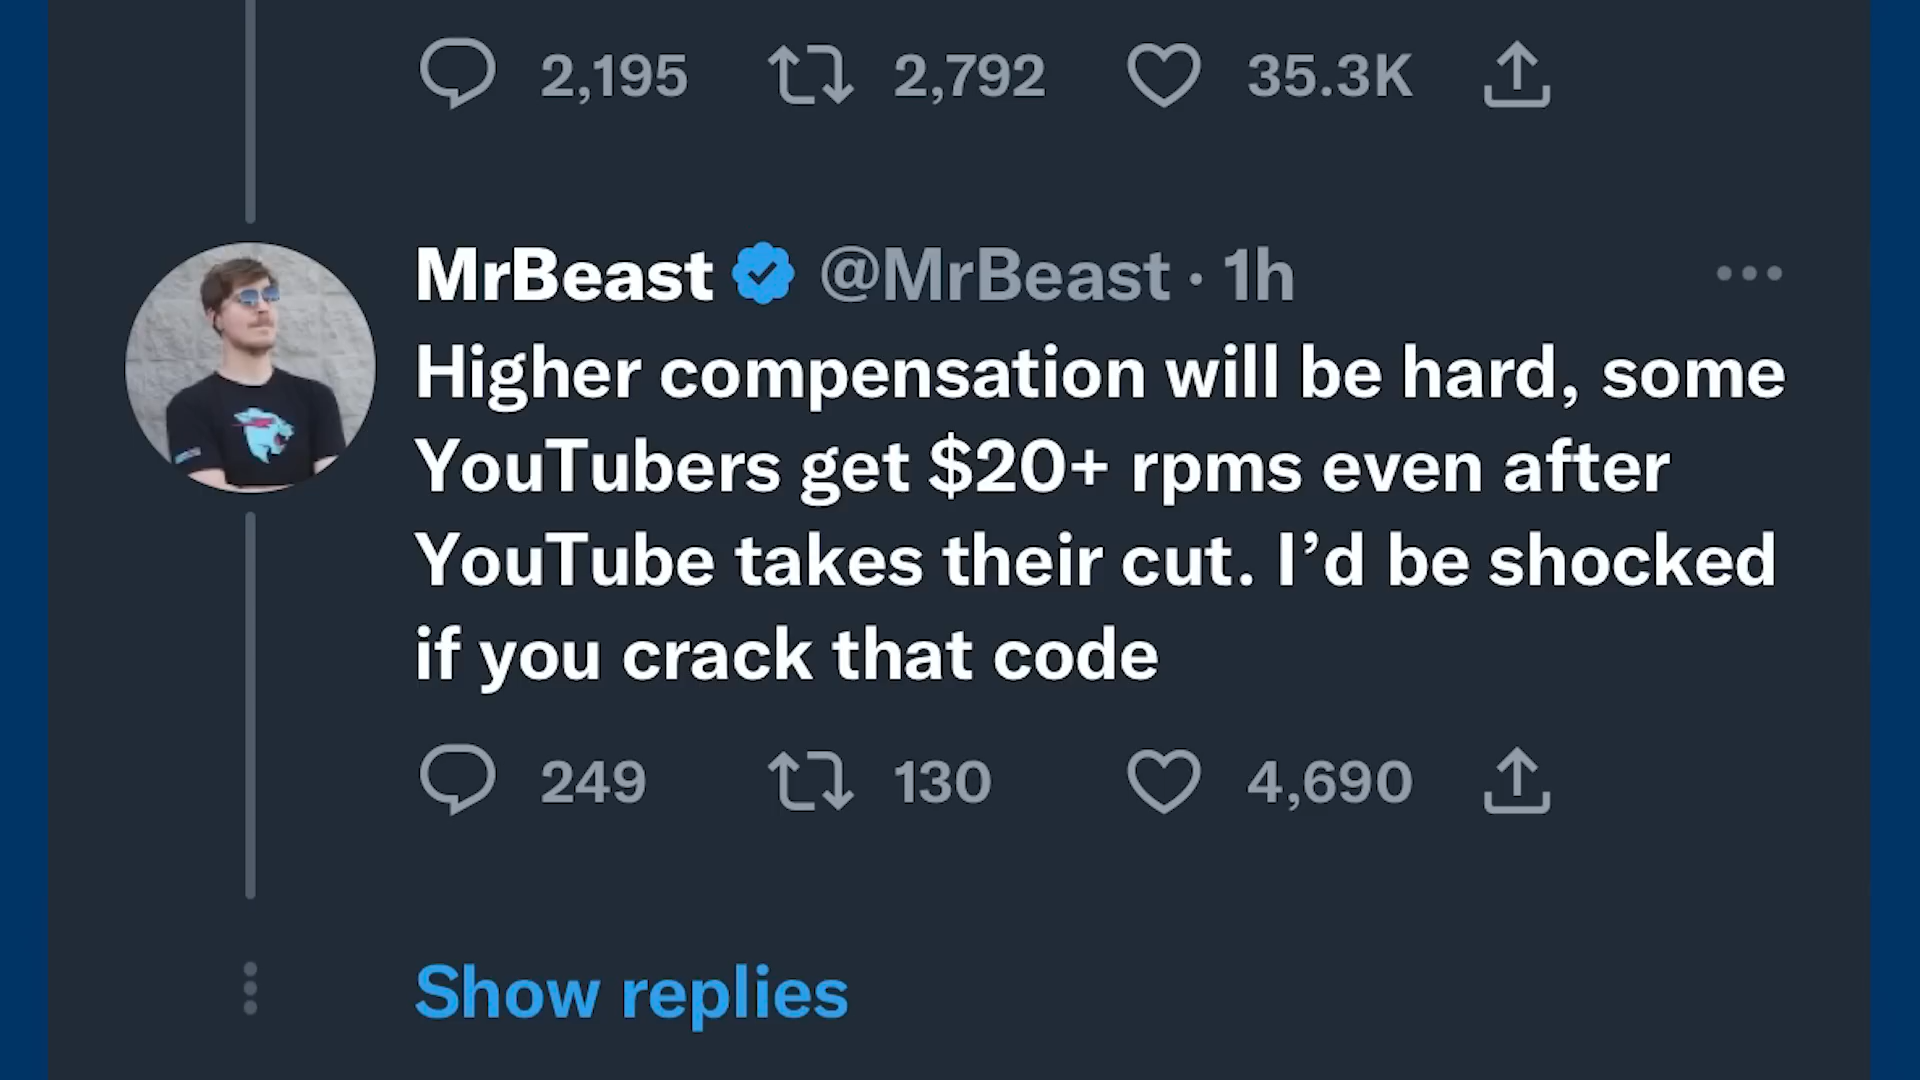 2,195 2,792 35.3K
MrBeast @MrBeast · 1h
Higher compensation will be hard, some
YouTubers get $20+ rpms even after
YouTube takes their cut. I’d be shocked
if you crack that code
249 130 4,690
Show replies